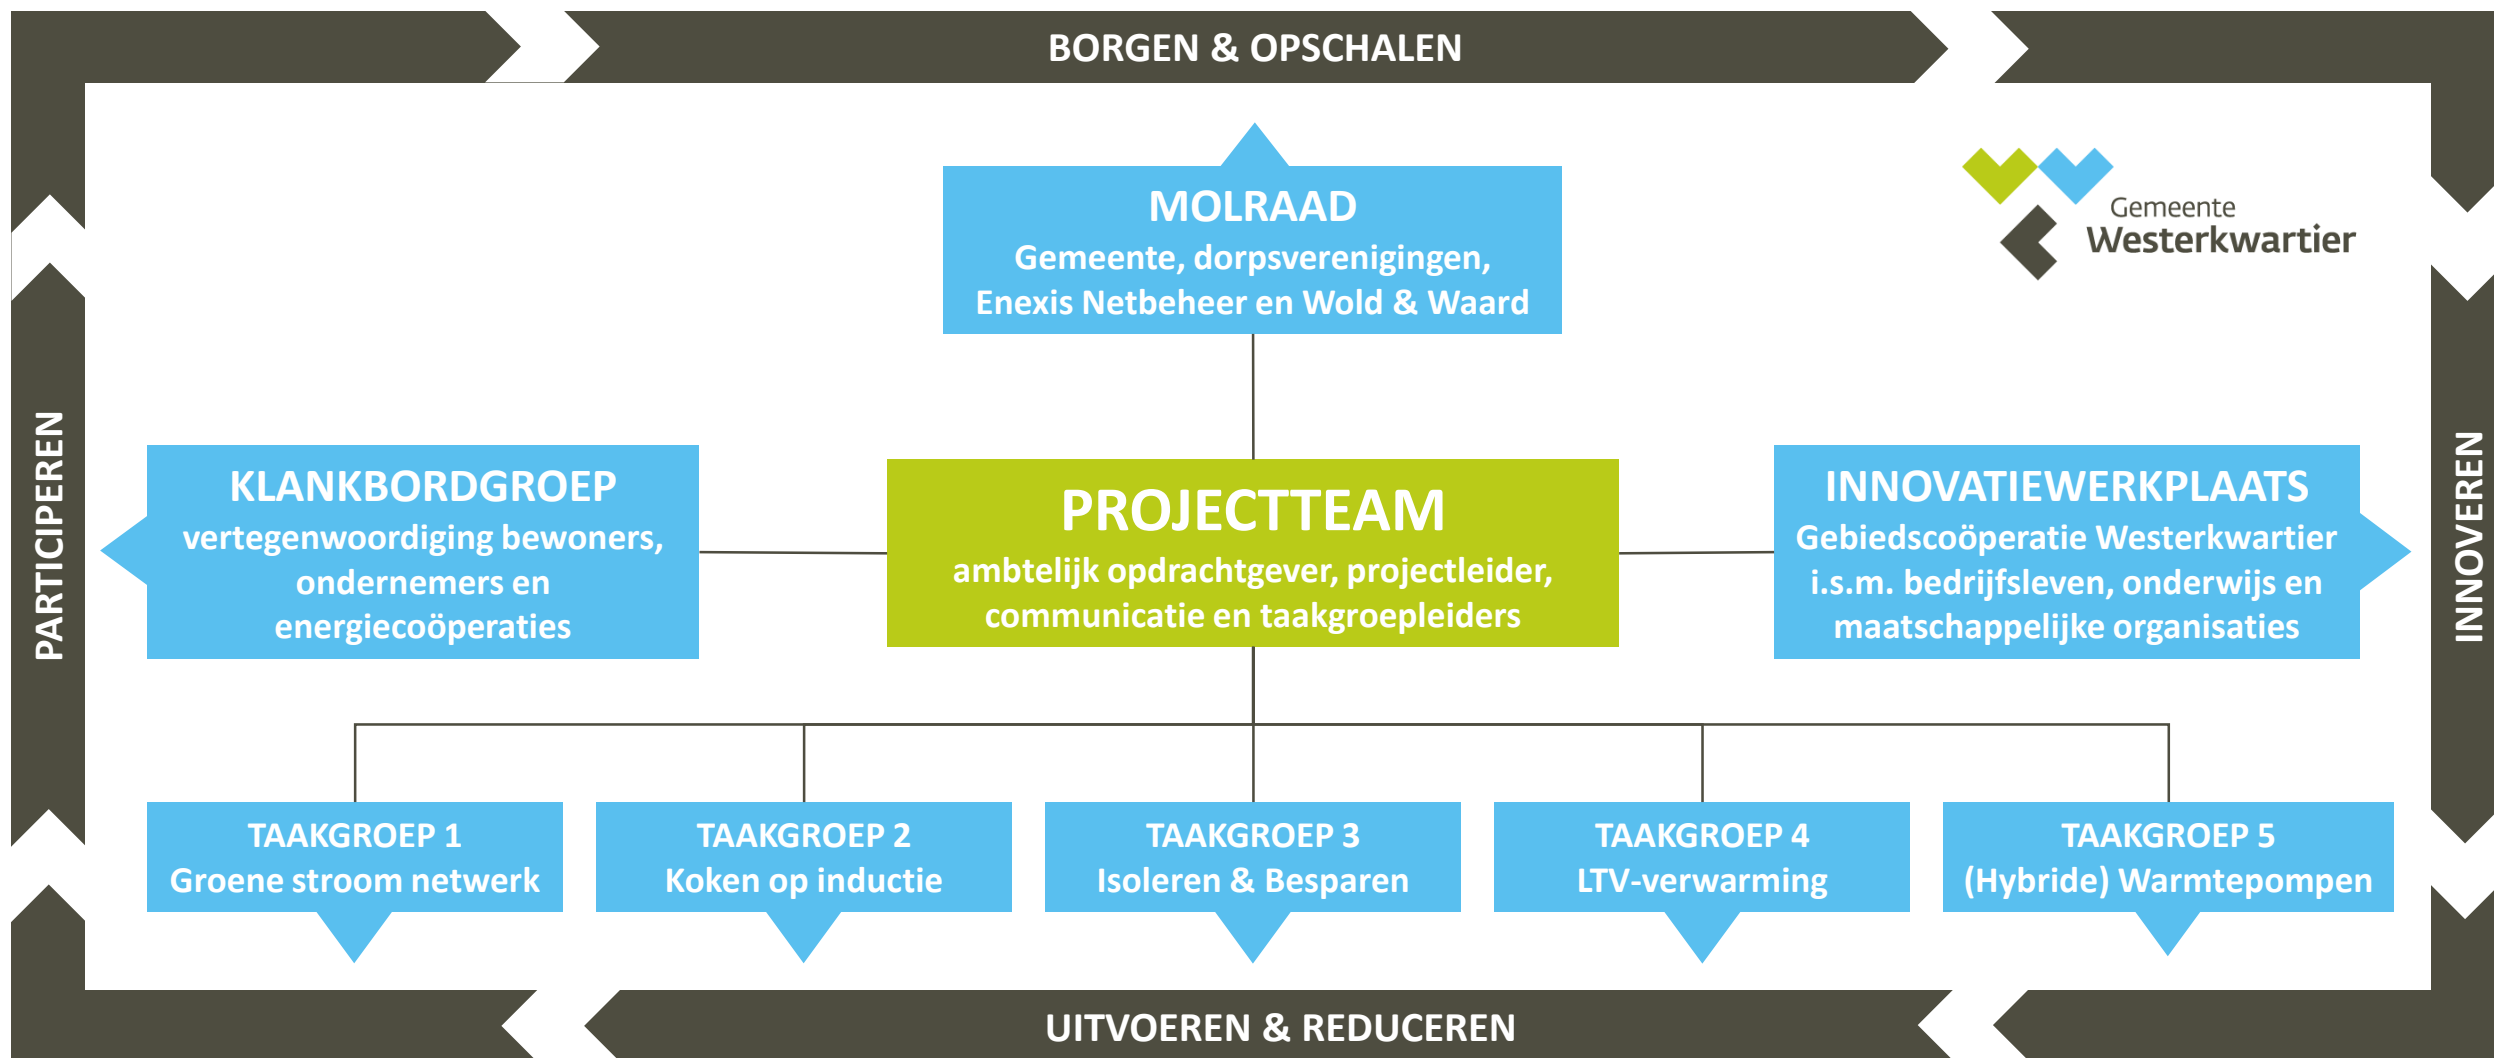 BORGEN & OPSCHALEN
MOLRAAD
Gemeente, dorpsverenigingen,
Enexis Netbeheer en Wold & Waard
Gemeente
Westerkwartier
PARTICIPEREN
KLANKBORDGROEP
vertegenwoordiging bewoners,
ondernemers en
energiecoöperaties
PROJECTTEAM
ambtelijk opdrachtgever, projectleider,
communicatie en taakgroepleiders
INNOVATIEWERKPLAATS
Gebiedscoöperatie Westerkwartier
i.s.m. bedrijfsleven, onderwijs en
maatschappelijke organisaties
INNOVEREN
TAAKGROEP 1
Groene stroom netwerk
TAAKGROEP 2
Koken op inductie
TAAKGROEP 3
Isoleren & Besparen
TAAKGROEP 4
LTV-verwarming
TAAKGROEP 5
(Hybride) Warmtepompen
UITVOEREN & REDUCEREN